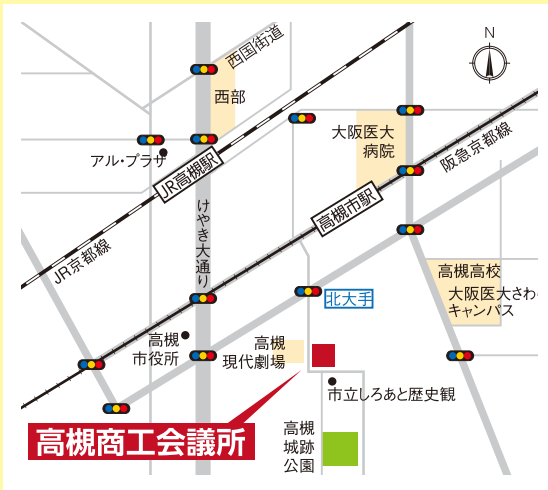 N
西国街道
西部
アル・プラザ
JR高槻駅
大阪医大
病院
阪急京都線
高槻市駅
けやき大通り
JR京都線
高槻高校
大阪医大さわ
キャンパス
北大手
高槻
市役所
高槻
現代劇場
市立しろあと歴史観
高槻商工会議所
高槻
城跡
公園